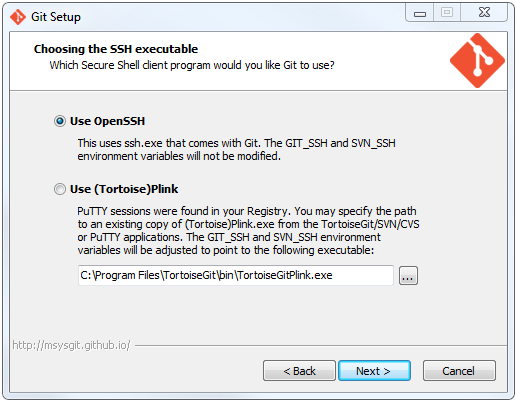 Git Setup
Choosing the SSH executable
Which Secure Shell client program would you like Git to use?
Use OpenSSH
This uses ssh.exe that comes with Git. The GIT_SSH and SVN_SSH
environment variables will not be modified.
Use (Tortoise)Plink
PuTTY sessions were found in your Registry. You may specify the path
to an existing copy of (Tortoise)Plink.exe from the TortoiseGit/SVN/CVS
or PuTTY applications. The GIT_SSH and SVN_SSH environment
variables will be adjusted to point to the following executable:
C:\Program Files\TortoiseGit\bin\TortoiseGitPlink.exe
...
http://msysgit.github.io/
< Back
Next >
Cancel